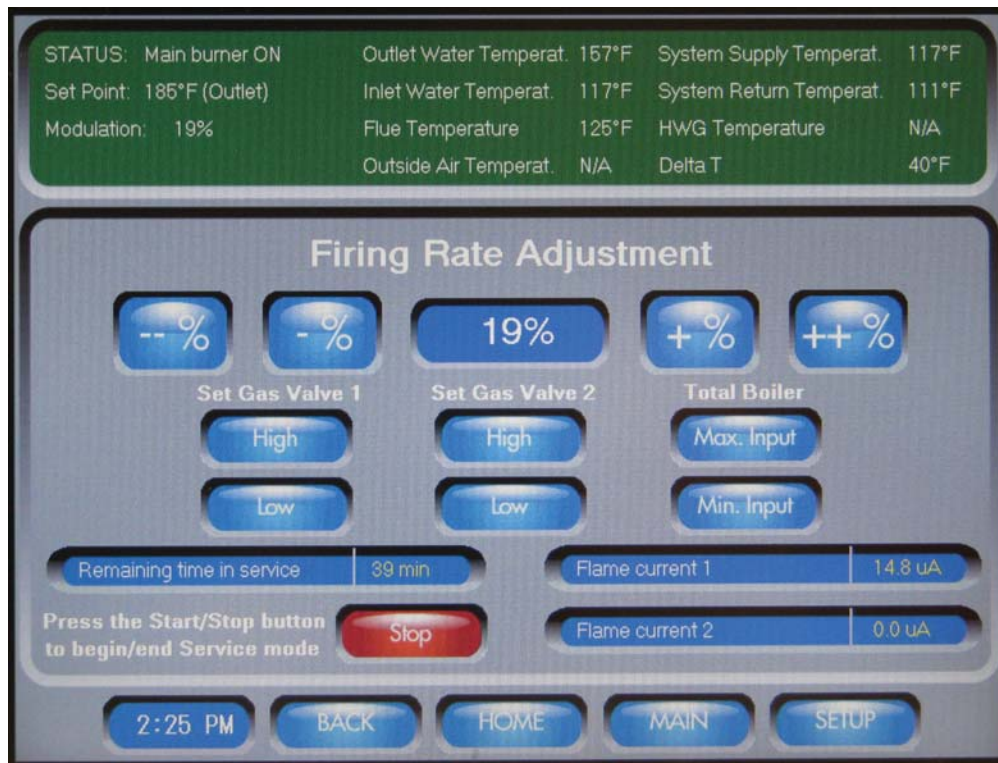 STATUS: Main burner ON
Set Point: 185°F (Outlet)
Modulation: 19%
Outlet Water Temperat. 157°F
Inlet Water Temperat. 117°F
Flue Temperature 125°F
Outside Air Temperat. N/A
System Supply Temperat. 117°F
System Return Temperat. 111°F
HWG Temperature N/A
Delta T 40°F
Firing Rate Adjustment
-- % - % 19% + % ++ %
Set Gas Valve 1 Set Gas Valve 2 Total Boiler
High High Max. Input
Low Low Min. Input
Remaining time in service 39 min
Flame current 1 14.8 uA
Press the Start/Stop button
to begin/end Service mode
Stop
Flame current 2 0.0 uA
2:25 PM BACK HOME MAIN SETUP